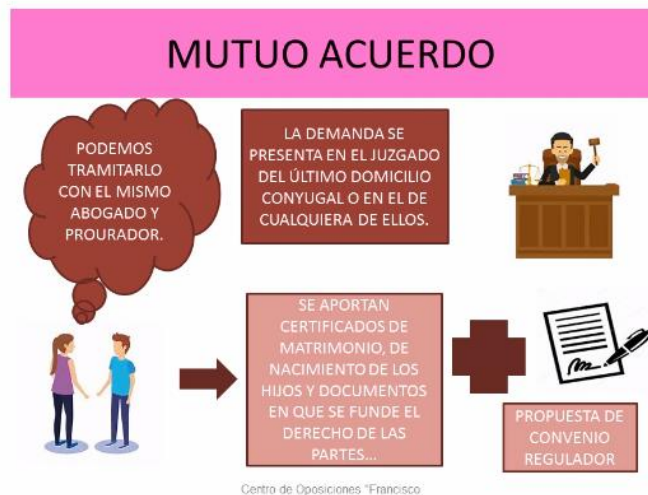 MUTUO ACUERDO
PODEMOS
TRAMITARLO
CON EL MISMO
ABOGADO Y
PROURADOR.
LA DEMANDA SE
PRESENTA EN EL JUZGADO
DEL ÚLTIMO DOMICILIO
CONYUGAL O EN EL DE
CUALQUIERA DE ELLOS.
SE APORTAN
CERTIFICADOS DE
MATRIMONIO, DE
NACIMIENTO DE LOS
HIJOS Y DOCUMENTOS
EN QUE SE FUNDE EL
DERECHO DE LAS
PARTES...
PROPUESTA DE
CONVENIO
REGULADOR
Centro de Oposiciones "Francisco